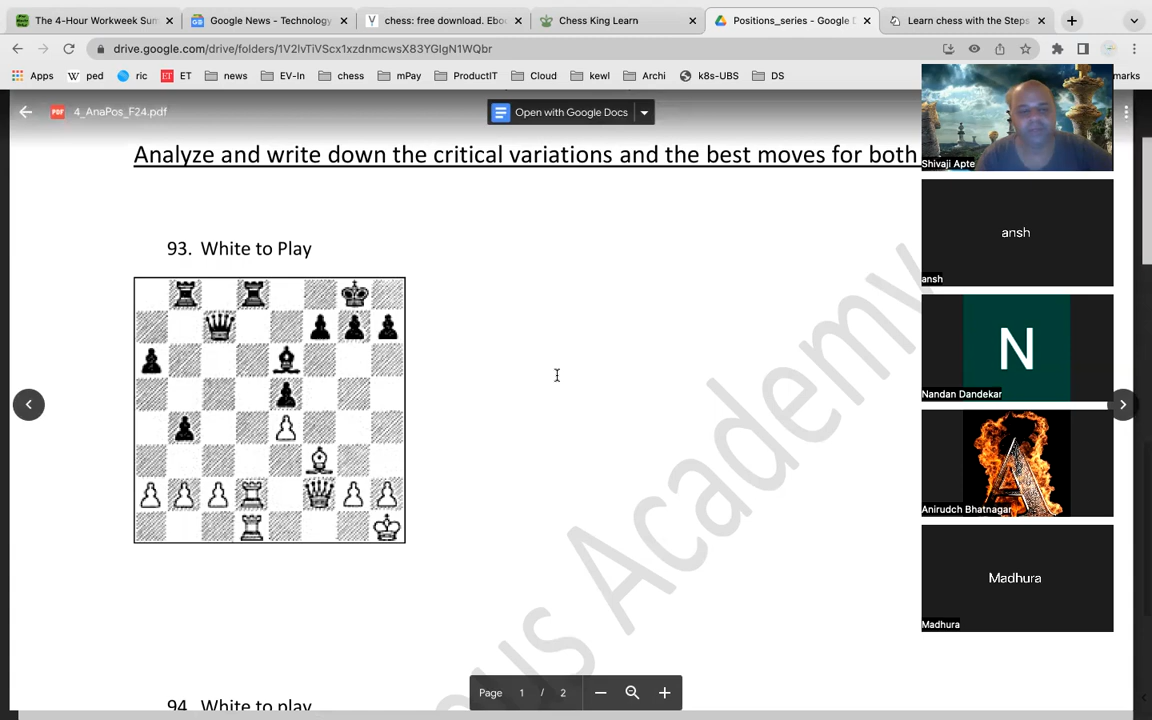 The 4-Hour Workweek Sum
Google News - Technology
chess: free download. Ebo
Chess King Learn
Positions_series - Google D
Learn chess with the Steps
drive.google.com/drive/folders/1V2lvTiVScx1xzdnmcwsX83YGIgN1WQbr
Apps
ped
ric
ET
ET
news
EV-In
chess
mPay
ProductIT
Cloud
kewl
Archi
k8s-UBS
DS
marks
PDF
4_AnaPos_F24.pdf
Open with Google Docs
Analyze and write down the critical variations and the best moves for both
93. White to Play
94. White to play
ous Academy
Page 1 / 2
Shivaji Apte
ansh
ansh
N
Nandan Dandekar
Anirudch Bhatnagar
Madhura
Madhura